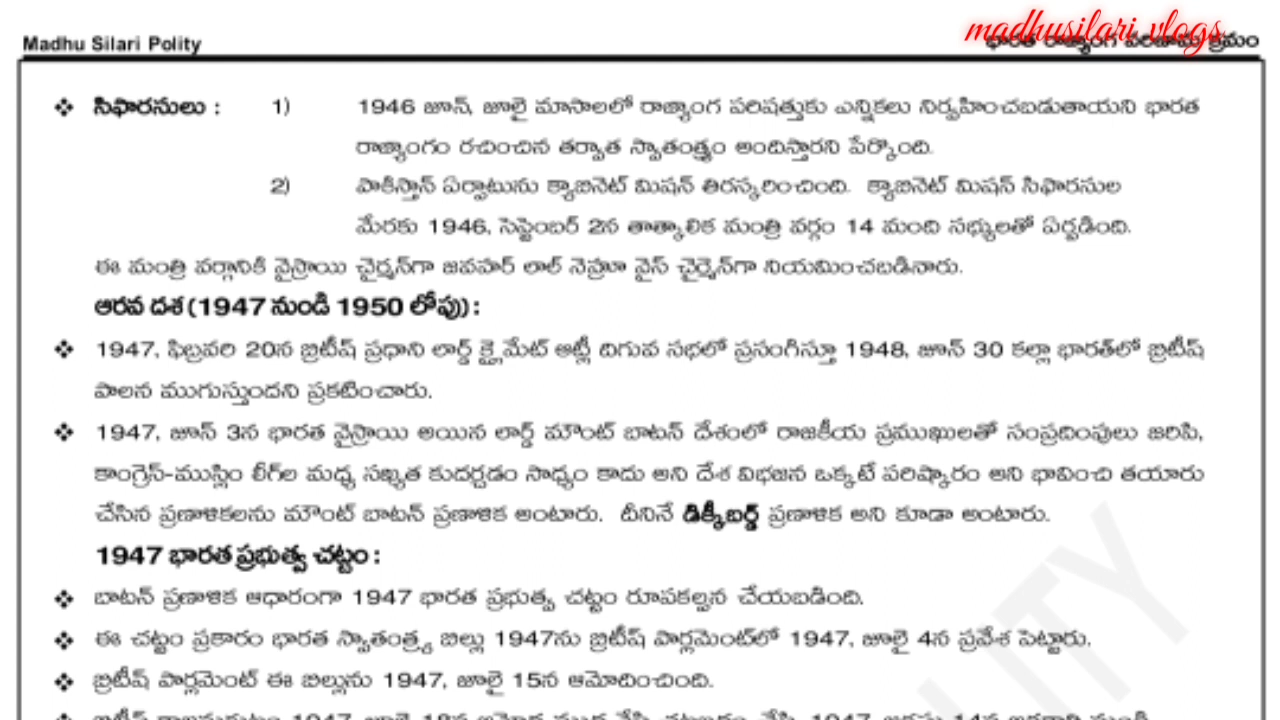 madhusilari vlogs
Madhu Silari Polity భారత రాజ్యాంగ పరిణామ క్రమం
❖ సిఫారసులు : 1) 1946 జూన్, జూలై మాసాలలో రాజ్యాంగ పరిషత్తుకు ఎన్నికలు నిర్వహించబడుతాయని భారత
రాజ్యాంగం రచించిన తర్వాత స్వాతంత్ర్యం అందిస్తారని పేర్కొంది.
2) పాకిస్తాన్ ఏర్పాటును క్యాబినెట్ మిషన్ తిరస్కరించింది. క్యాబినెట్ మిషన్ సిఫారసుల
మేరకు 1946, సెప్టెంబర్ 2న తాత్కాలిక మంత్రి వర్గం 14 మంది సభ్యులతో ఏర్పడింది.
ఈ మంత్రి వర్గానికి వైస్రాయి చైర్మన్‌గా జవహర్ లాల్ నెహ్రూ వైస్ చైర్మెన్‌గా నియమించబడినారు.
ఆరవ దశ (1947 నుండి 1950 లోపు) :
❖ 1947, ఫిబ్రవరి 20న బ్రిటీష్ ప్రధాని లార్డ్ క్లైమేట్ అట్లీ దిగువ సభలో ప్రసంగిస్తూ 1948, జూన్ 30 కల్లా భారత్‌లో బ్రిటీష్
పాలన ముగుస్తుందని ప్రకటించారు.
❖ 1947, జూన్ 3న భారత వైస్రాయి అయిన లార్డ్ మౌంట్ బాటన్ దేశంలో రాజకీయ ప్రముఖులతో సంప్రదింపులు జరిపి,
కాంగ్రెస్-ముస్లిం లీగ్‌ల మధ్య సఖ్యత కుదర్చడం సాధ్యం కాదు అని దేశ విభజన ఒక్కటే పరిష్కారం అని భావించి తయారు
చేసిన ప్రణాళికలను మౌంట్ బాటన్ ప్రణాళిక అంటారు. దీనినే డిక్కీబర్డ్ ప్రణాళిక అని కూడా అంటారు.
1947 భారత ప్రభుత్వ చట్టం :
❖ బాటన్ ప్రణాళిక ఆధారంగా 1947 భారత ప్రభుత్వ చట్టం రూపకల్పన చేయబడింది.
❖ ఈ చట్టం ప్రకారం భారత స్వాతంత్ర్య బిల్లు 1947ను బ్రిటీష్ పార్లమెంట్‌లో 1947, జూలై 4న ప్రవేశ పెట్టారు.
❖ బ్రిటీష్ పార్లమెంట్ ఈ బిల్లును 1947, జూలై 15న ఆమోదించింది.